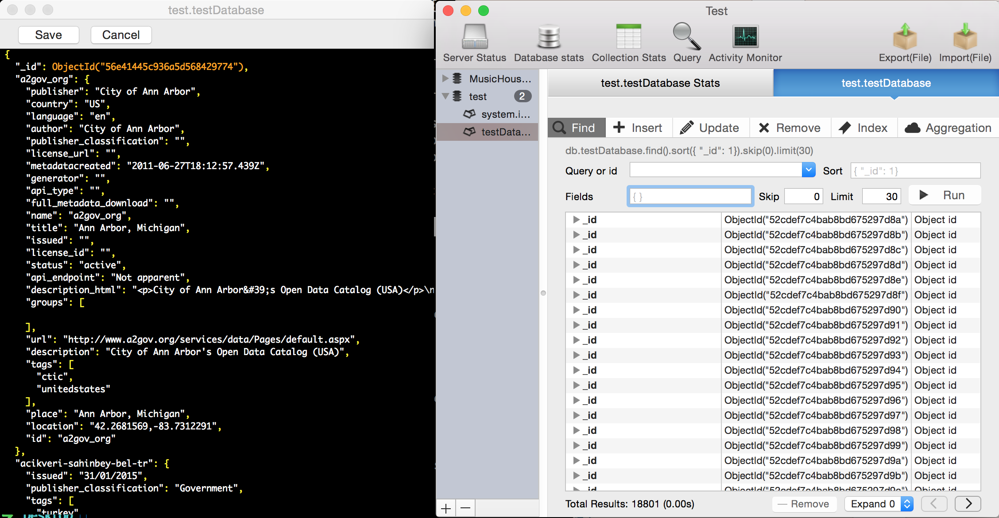 test.testDatabase
Save Cancel
{
"_id": ObjectId("56e41445c936a5d568429774"),
"a2gov_org": {
"publisher": "City of Ann Arbor",
"country": "US",
"language": "en",
"author": "City of Ann Arbor",
"publisher_classification": "",
"license_url": "",
"metadatacreated": "2011-06-27T18:12:57.439Z",
"generator": "",
"api_type": "",
"full_metadata_download": "",
"name": "a2gov_org",
"title": "Ann Arbor, Michigan",
"issued": "",
"license_id": "",
"status": "active",
"api_endpoint": "Not apparent",
"description_html": "<p>City of Ann Arbor&#39;s Open Data Catalog (USA)</p>\n
"groups": [
],
"url": "http://www.a2gov.org/services/data/Pages/default.aspx",
"description": "City of Ann Arbor's Open Data Catalog (USA)",
"tags": [
"ctic",
"unitedstates"
],
"place": "Ann Arbor, Michigan",
"location": "42.2681569,-83.7312291",
"id": "a2gov_org"
},
"acikveri-sahinbey-bel-tr": {
"issued": "31/01/2015",
"publisher_classification": "Government",
"tags": [
"turkey"
Test
Server Status Database stats Collection Stats Query Activity Monitor Export(File) Import(File)
MusicHous...
test 2
system.i...
testData...
test.testDatabase Stats test.testDatabase
Find Insert Update Remove Index Aggregation
db.testDatabase.find().sort({ "_id": 1}).skip(0).limit(30)
Query or id Sort { "_id": 1}
Fields { } Skip 0 Limit 30 Run
_id ObjectId("52cdef7c4bab8bd675297d8a") Object id
_id ObjectId("52cdef7c4bab8bd675297d8b") Object id
_id ObjectId("52cdef7c4bab8bd675297d8c") Object id
_id ObjectId("52cdef7c4bab8bd675297d8d") Object id
_id ObjectId("52cdef7c4bab8bd675297d8e") Object id
_id ObjectId("52cdef7c4bab8bd675297d8f") Object id
_id ObjectId("52cdef7c4bab8bd675297d90") Object id
_id ObjectId("52cdef7c4bab8bd675297d91") Object id
_id ObjectId("52cdef7c4bab8bd675297d92") Object id
_id ObjectId("52cdef7c4bab8bd675297d93") Object id
_id ObjectId("52cdef7c4bab8bd675297d94") Object id
_id ObjectId("52cdef7c4bab8bd675297d95") Object id
_id ObjectId("52cdef7c4bab8bd675297d96") Object id
_id ObjectId("52cdef7c4bab8bd675297d97") Object id
_id ObjectId("52cdef7c4bab8bd675297d98") Object id
_id ObjectId("52cdef7c4bab8bd675297d99") Object id
_id ObjectId("52cdef7c4bab8bd675297d9a") Object id
_id ObjectId("52cdef7c4bab8bd675297d9b") Object id
Total Results: 18801 (0.00s) Remove Expand 0